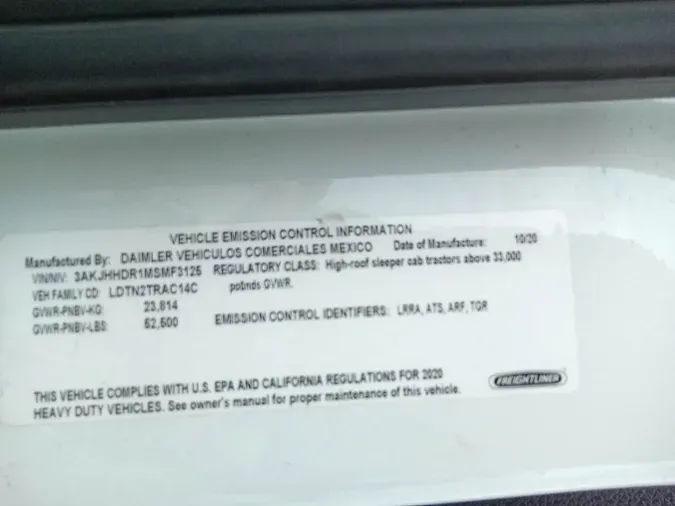 VEHICLE EMISSION CONTROL INFORMATION
Manufactured By: DAIMLER VEHICULOS COMERCIALES MEXICO Date of Manufacture: 10/20
VIN/NIV: 3AKJHHDR1MSMF3125 REGULATORY CLASS: High-roof sleeper cab tractors above 33,000
VEH FAMILY CD: LDTN2TRAC14C pounds GVWR.
GVWR-PNBV-KG: 23,814
GVWR-PNBV-LBS: 52,500 EMISSION CONTROL IDENTIFIERS: LRRA, ATS, ARF, TGR
THIS VEHICLE COMPLIES WITH U.S. EPA AND CALIFORNIA REGULATIONS FOR 2020
HEAVY DUTY VEHICLES. See owner's manual for proper maintenance of this vehicle.
FREIGHTLINER